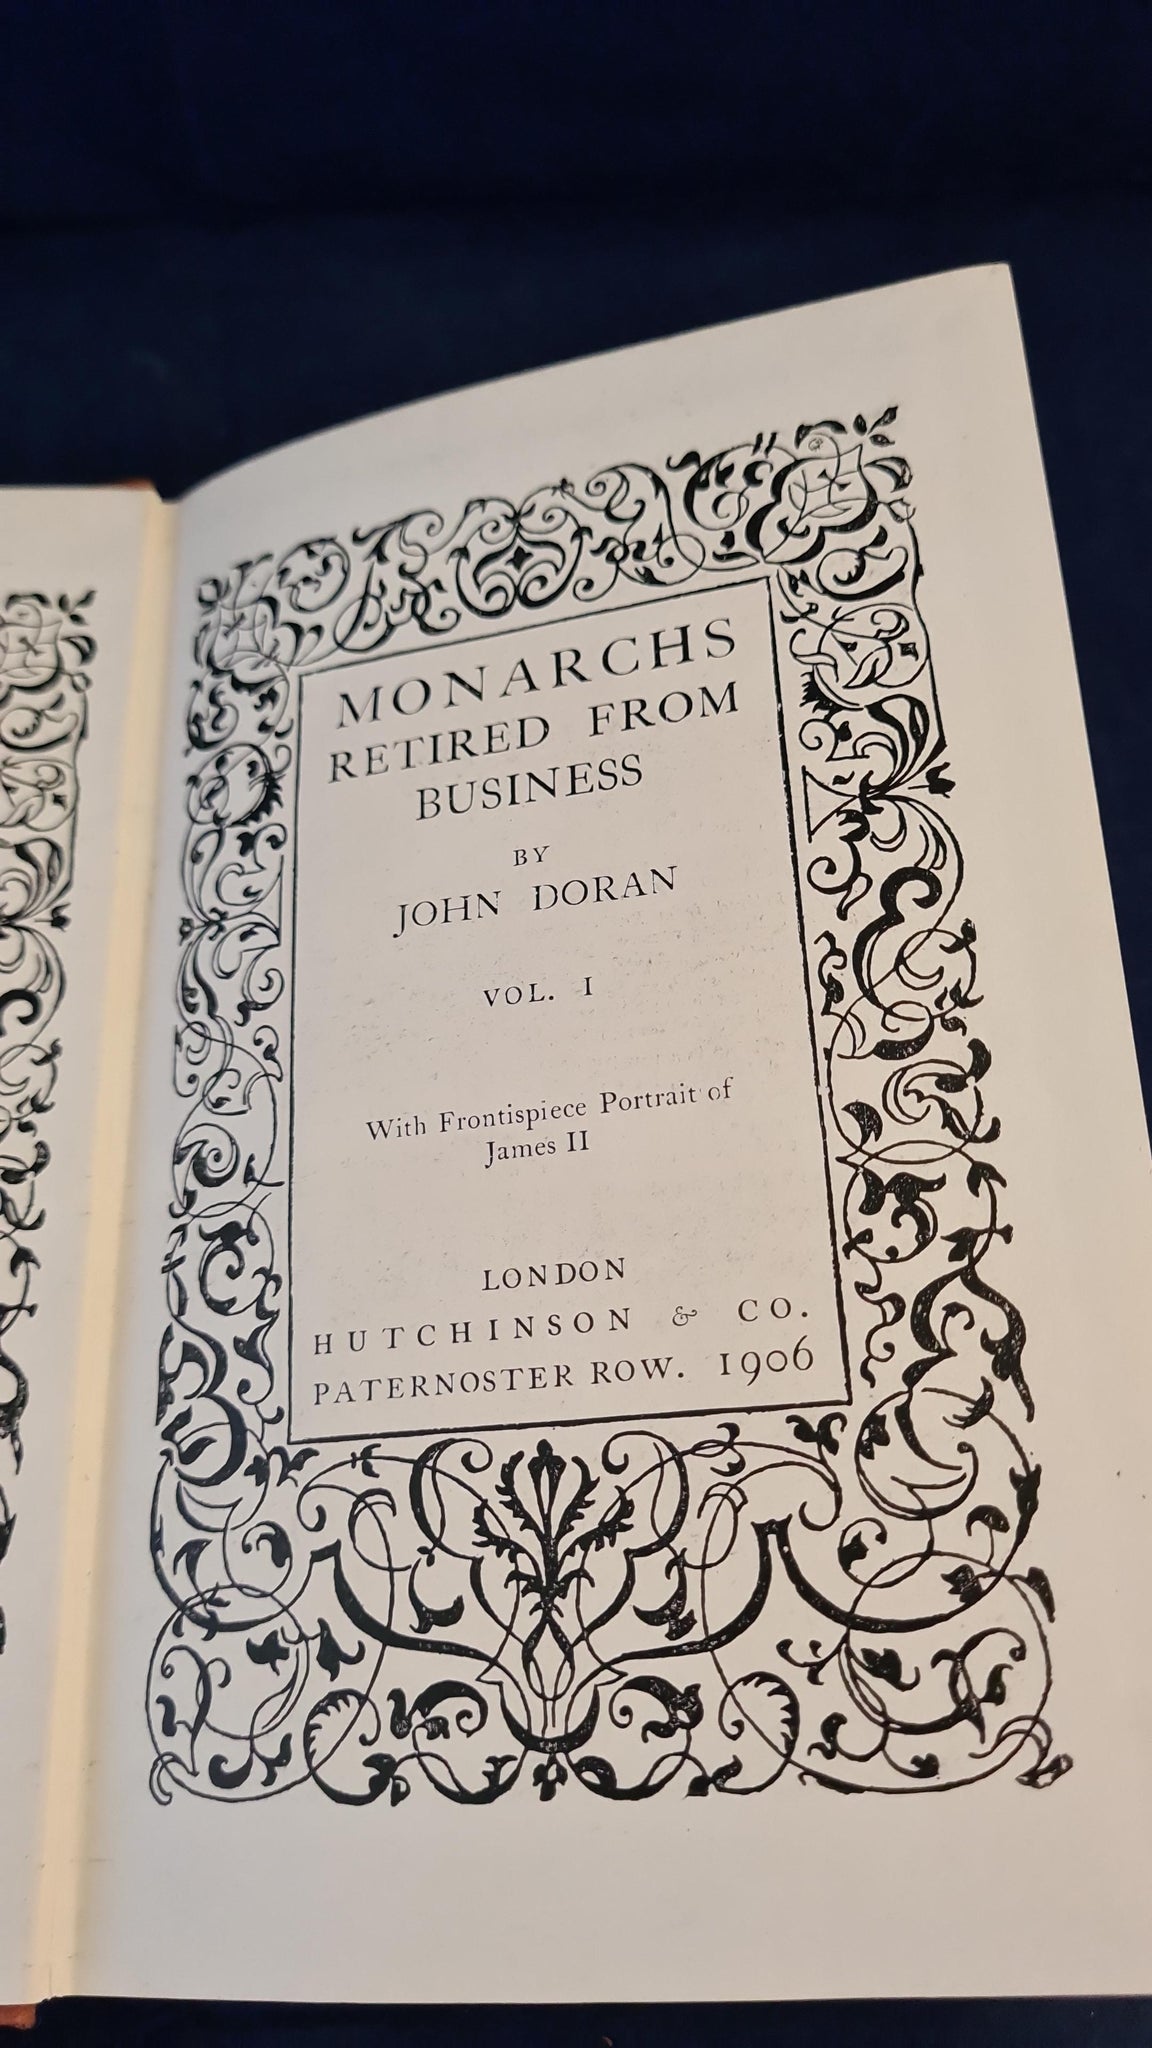 MONARCHS
RETIRED FROM
BUSINESS
BY
JOHN DORAN
VOL. I
With Frontispiece Portrait of
James II
LONDON
HUTCHINSON & CO.
PATERNOSTER ROW. 1906